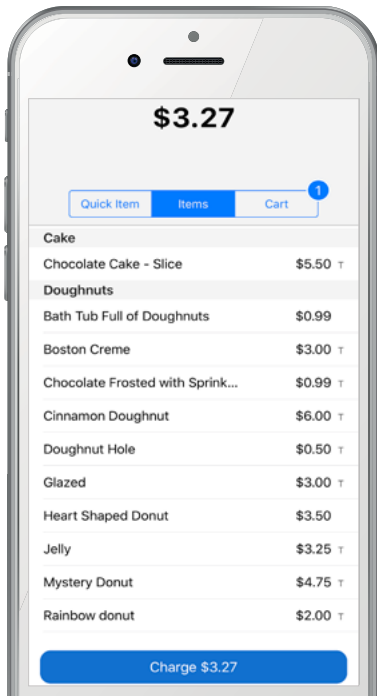 $3.27
Quick Item Items Cart 1
Cake
Chocolate Cake - Slice $5.50 T
Doughnuts
Bath Tub Full of Doughnuts $0.99
Boston Creme $3.00 T
Chocolate Frosted with Sprink... $0.99 T
Cinnamon Doughnut $6.00 T
Doughnut Hole $0.50 T
Glazed $3.00 T
Heart Shaped Donut $3.50
Jelly $3.25 T
Mystery Donut $4.75 T
Rainbow donut $2.00 T
Charge $3.27